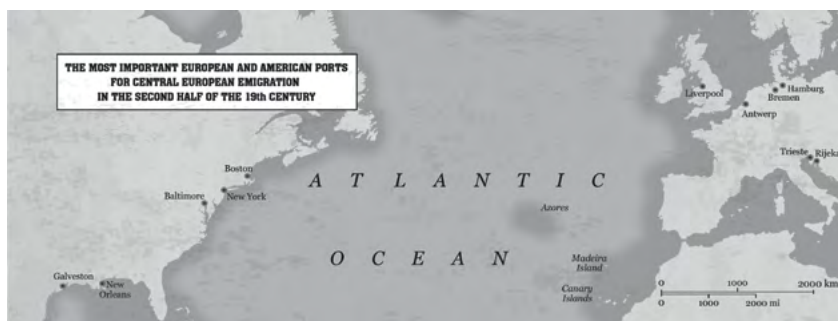 THE MOST IMPORTANT EUROPEAN AND AMERICAN PORTS
FOR CENTRAL EUROPEAN EMIGRATION
IN THE SECOND HALF OF THE 19th CENTURY
Liverpool
Hamburg
Bremen
Antwerp
Trieste
Rijeka
Boston
New York
Baltimore
ATLANTIC
Azores
OCEAN
Madeira
Island
Canary
Islands
Galveston
New
Orleans
0 1000 2000 km
0 1000 2000 mi